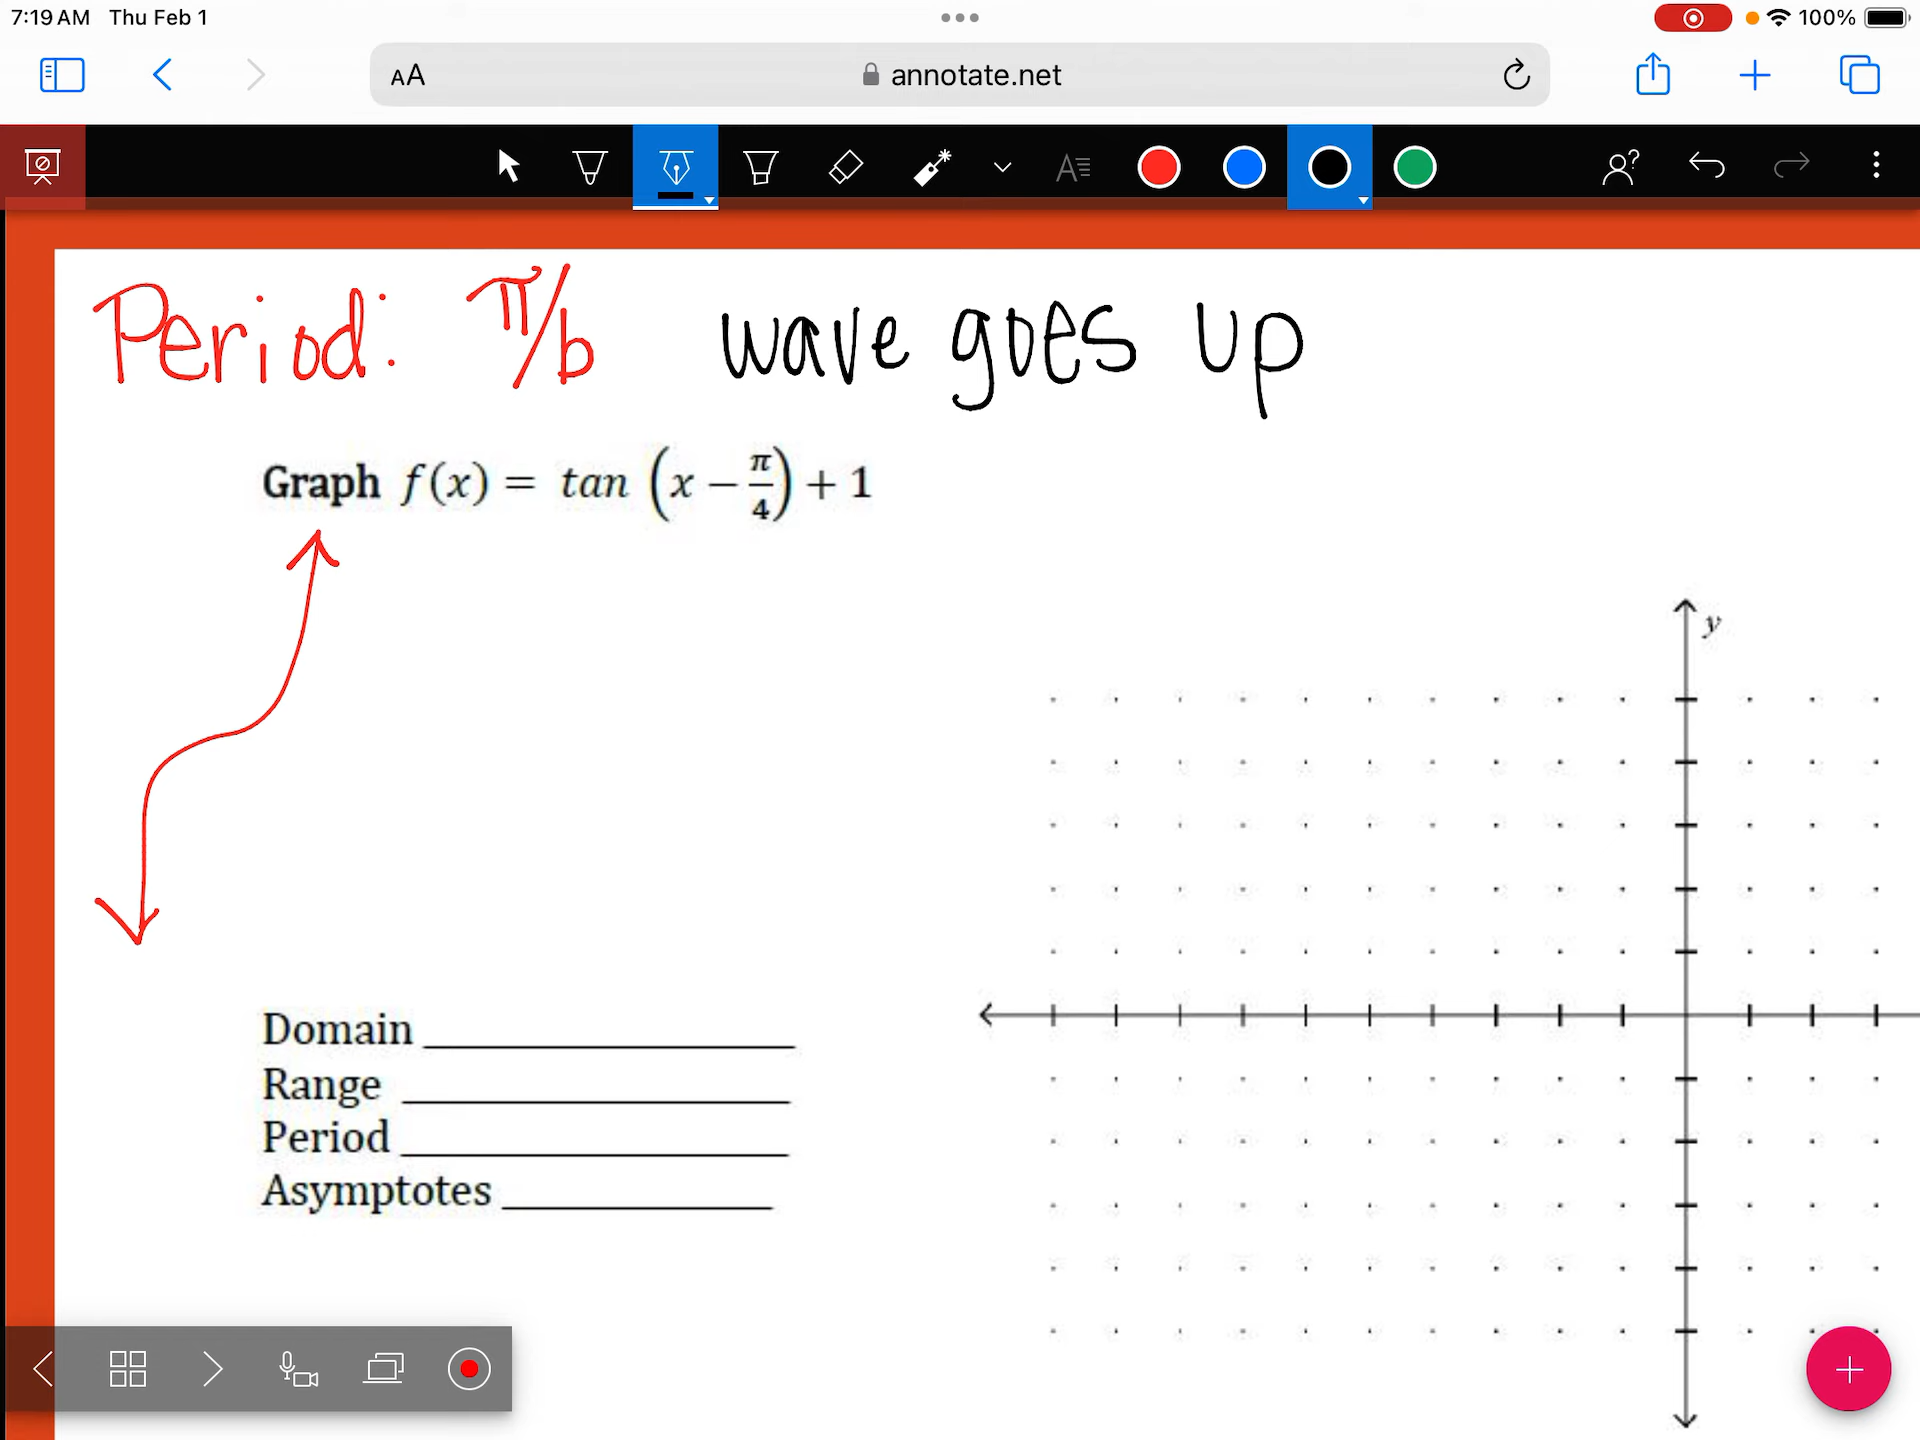 7:19 AM Thu Feb 1
100%
AA annotate.net
Period: π/b wave goes up
Graph f(x) = tan (x − π/4) + 1
y
Domain
Range
Period
Asymptotes